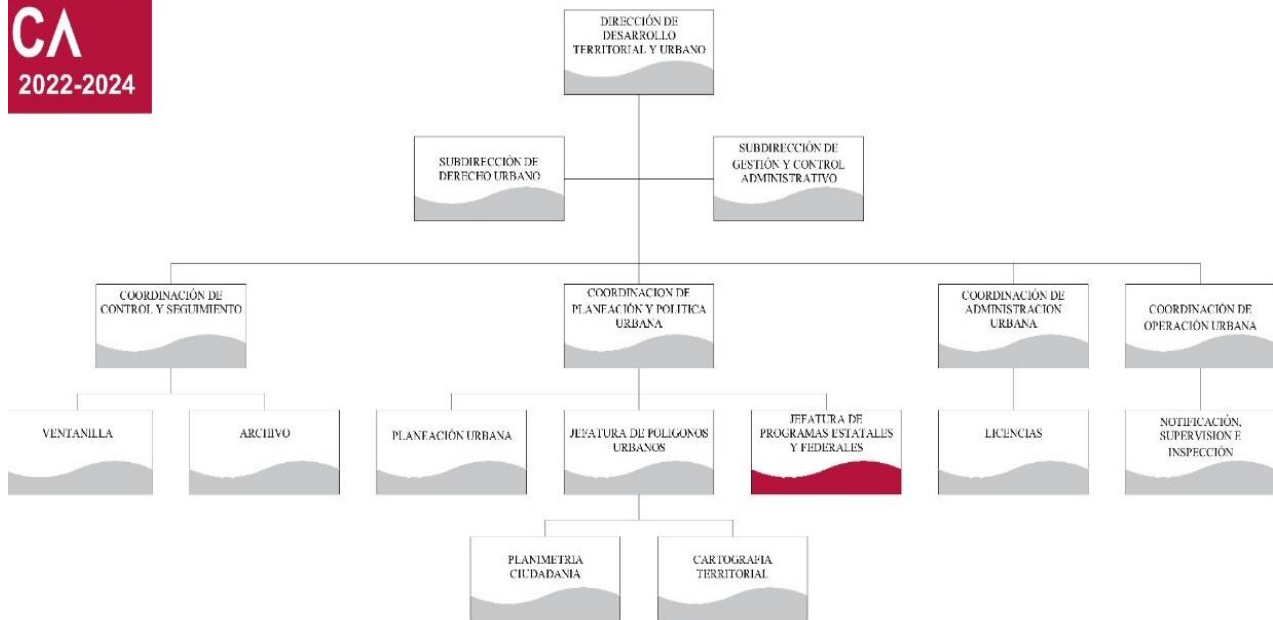 CA
2022-2024
DIRECCIÓN DE
DESARROLLO
TERRITORIAL Y URBANO
SUBDIRECCIÓN DE
DERECHO URBANO
SUBDIRECCIÓN DE
GESTIÓN Y CONTROL
ADMINISTRATIVO
COORDINACIÓN DE
CONTROL Y SEGUIMIENTO
COORDINACION DE
PLANEACIÓN Y POLITICA
URBANA
COORDINACIÓN DE
ADMINISTRACION
URBANA
COORDINACIÓN DE
OPERACIÓN URBANA
VENTANILLA
ARCHIVO
PLANEACIÓN URBANA
JEFATURA DE POLIGONOS
URBANOS
JEFATURA DE
PROGRAMAS ESTATALES
Y FEDERALES
LICENCIAS
NOTIFICACIÓN,
SUPERVISION E
INSPECCIÓN
PLANIMETRIA
CIUDADANIA
CARTOGRAFIA
TERRITORIAL